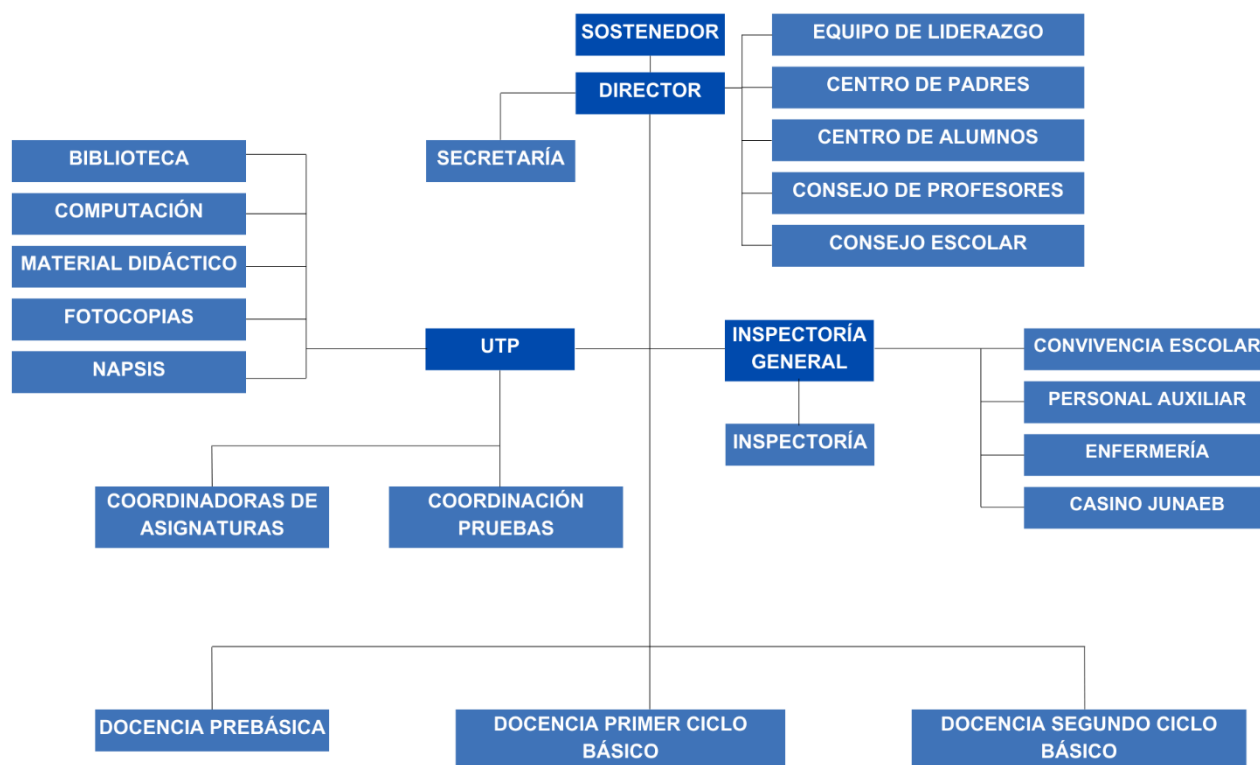 SOSTENEDOR
DIRECTOR
EQUIPO DE LIDERAZGO
CENTRO DE PADRES
CENTRO DE ALUMNOS
CONSEJO DE PROFESORES
CONSEJO ESCOLAR
SECRETARÍA
BIBLIOTECA
COMPUTACIÓN
MATERIAL DIDÁCTICO
FOTOCOPIAS
NAPSIS
UTP
INSPECTORÍA
GENERAL
INSPECTORÍA
CONVIVENCIA ESCOLAR
PERSONAL AUXILIAR
ENFERMERÍA
CASINO JUNAEB
COORDINADORAS DE
ASIGNATURAS
COORDINACIÓN
PRUEBAS
DOCENCIA PREBÁSICA
DOCENCIA PRIMER CICLO
BÁSICO
DOCENCIA SEGUNDO CICLO
BÁSICO